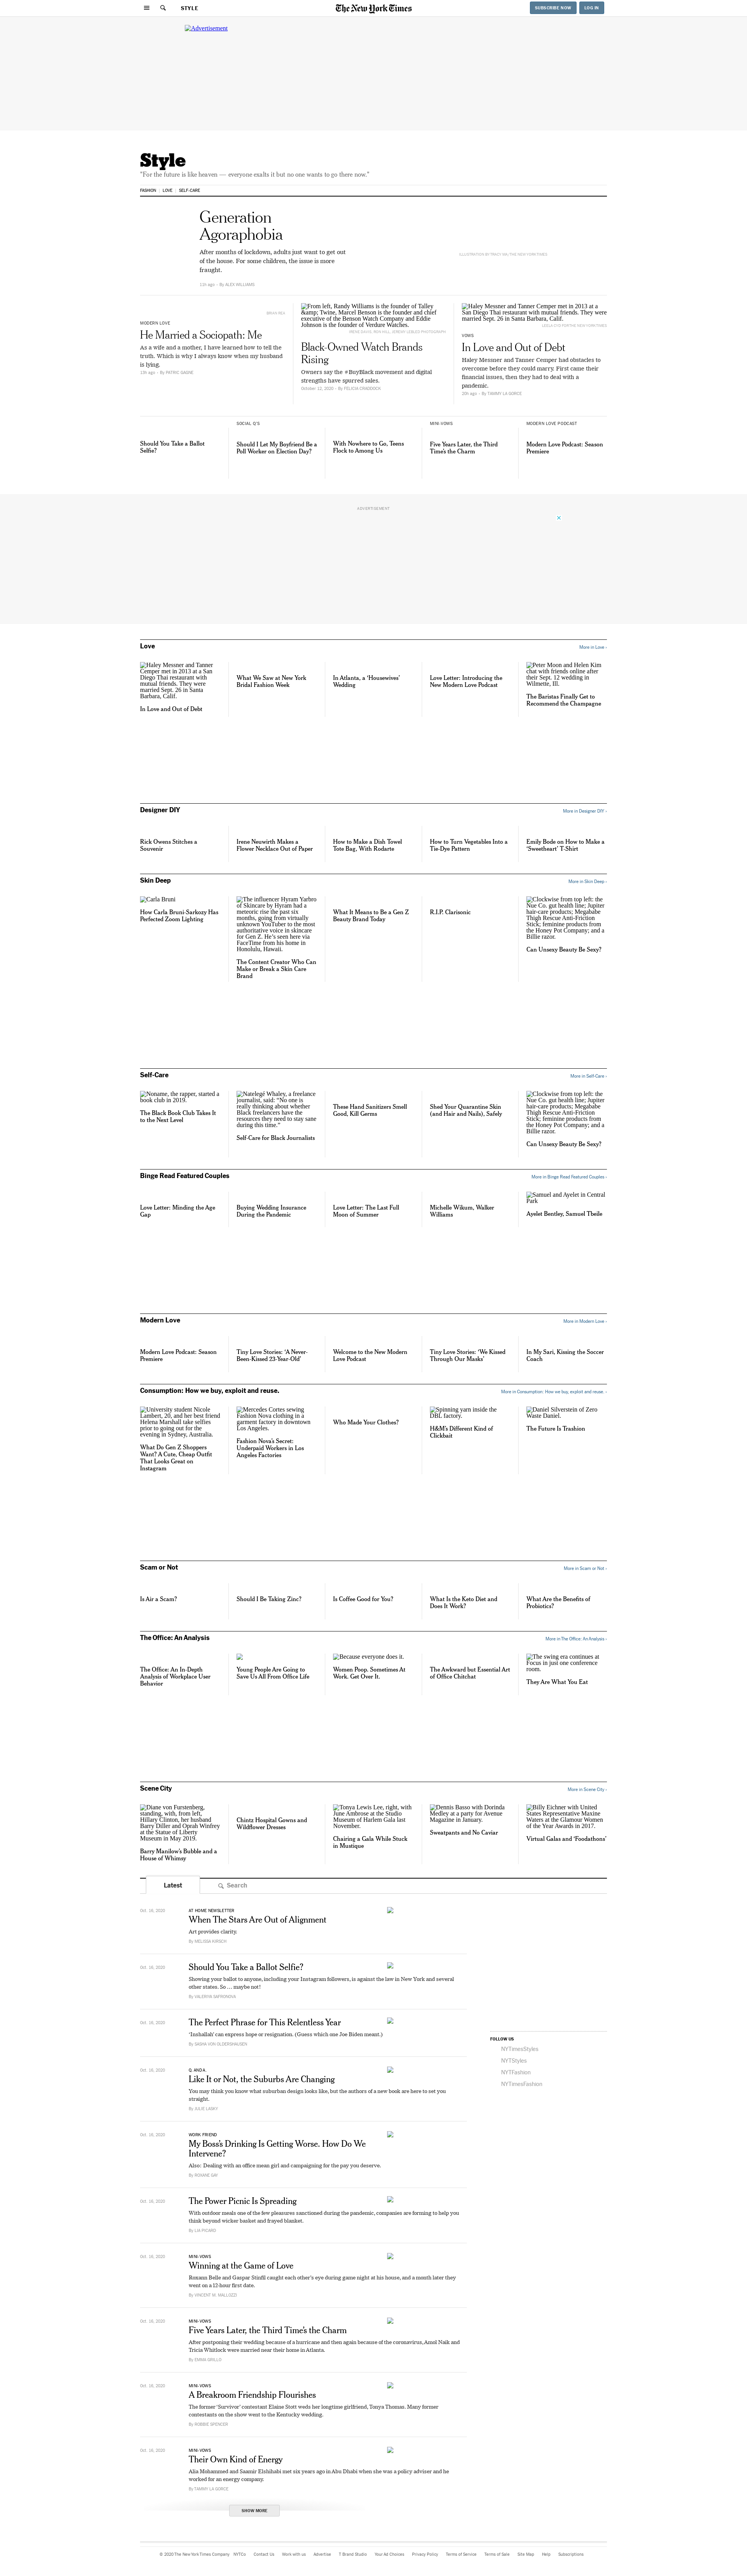 STYLE
The New York Times
SUBSCRIBE NOW
LOG IN
Advertisement
Style
"For the future is like heaven — everyone exalts it but no one wants to go there now."
FASHION
LOVE
SELF-CARE
Generation
Agoraphobia
After months of lockdown, adults just want to get out
of the house. For some children, the issue is more
fraught.
11h ago – By ALEX WILLIAMS
BRIAN REA
MODERN LOVE
He Married a Sociopath: Me
As a wife and a mother, I have learned how to tell the
truth. Which is why I always know when my husband
is lying.
13h ago – By PATRIC GAGNE
From left, Randy Williams is the founder of Talley
&amp; Twine, Marcel Benson is the founder and chief
executive of the Benson Watch Company and Eddie
Johnson is the founder of Verdure Watches.
Black-Owned Watch Brands
Rising
Owners say the #BuyBlack movement and digital
strengths have spurred sales.
October 12, 2020 – By FELICIA CRADDOCK
Haley Messner and Tanner Cemper met in 2013 at a
San Diego Thai restaurant with mutual friends. They were
married Sept. 26 in Santa Barbara, Calif.
VOWS
In Love and Out of Debt
Haley Messner and Tanner Cemper had obstacles to
overcome before they could marry. First came their
financial issues, then they had to deal with a
pandemic.
20h ago – By TAMMY LA GORCE
Should You Take a Ballot
Selfie?
SOCIAL Q'S
Should I Let My Boyfriend Be a
Poll Worker on Election Day?
With Nowhere to Go, Teens
Flock to Among Us
MINI-VOWS
Five Years Later, the Third
Time's the Charm
MODERN LOVE PODCAST
Modern Love Podcast: Season
Premiere
ADVERTISEMENT
Love
More in Love ›
Haley Messner and Tanner
Cemper met in 2013 at a San
Diego Thai restaurant with
mutual friends. They were
married Sept. 26 in Santa
Barbara, Calif.
In Love and Out of Debt
What We Saw at New York
Bridal Fashion Week
In Atlanta, a 'Housewives'
Wedding
Love Letter: Introducing the
New Modern Love Podcast
Peter Moon and Helen Kim
chat with friends online after
their Sept. 12 wedding in
Wilmette, Ill.
The Baristas Finally Get to
Recommend the Champagne
Designer DIY
More in Designer DIY ›
Rick Owens Stitches a
Souvenir
Irene Neuwirth Makes a
Flower Necklace Out of Paper
How to Make a Dish Towel
Tote Bag, With Rodarte
How to Turn Vegetables Into a
Tie-Dye Pattern
Emily Bode on How to Make a
'Sweetheart' T-Shirt
Skin Deep
More in Skin Deep ›
Carla Bruni
How Carla Bruni-Sarkozy Has
Perfected Zoom Lighting
The influencer Hyram Yarbro
of Skincare by Hyram had a
meteoric rise the past six
months, going from virtually
unknown YouTuber to the most
authoritative voice in skincare
for Gen Z. He's seen here via
FaceTime from his home in
Honolulu, Hawaii.
The Content Creator Who Can
Make or Break a Skin Care
Brand
What It Means to Be a Gen Z
Beauty Brand Today
R.I.P. Clarisonic
Clockwise from top left: the
Nue Co. gut health line; Jupiter
hair-care products; Megababe
Thigh Rescue Anti-Friction
Stick; feminine products from
the Honey Pot Company; and a
Billie razor.
Can Unsexy Beauty Be Sexy?
Self-Care
More in Self-Care ›
Noname, the rapper, started a
book club in 2019.
The Black Book Club Takes It
to the Next Level
Natelegé Whaley, a freelance
journalist, said: "No one is
really thinking about whether
Black freelancers have the
resources they need to stay sane
during this time."
Self-Care for Black Journalists
These Hand Sanitizers Smell
Good, Kill Germs
Shed Your Quarantine Skin
(and Hair and Nails), Safely
Clockwise from top left: the
Nue Co. gut health line; Jupiter
hair-care products; Megababe
Thigh Rescue Anti-Friction
Stick; feminine products from
the Honey Pot Company; and a
Billie razor.
Can Unsexy Beauty Be Sexy?
Binge Read Featured Couples
More in Binge Read Featured Couples ›
Love Letter: Minding the Age
Gap
Buying Wedding Insurance
During the Pandemic
Love Letter: The Last Full
Moon of Summer
Michelle Wikum, Walker
Williams
Samuel and Ayelet in Central
Park
Ayelet Bentley, Samuel Tbeile
Modern Love
More in Modern Love ›
Modern Love Podcast: Season
Premiere
Tiny Love Stories: 'A Never-
Been-Kissed 23-Year-Old'
Welcome to the New Modern
Love Podcast
Tiny Love Stories: 'We Kissed
Through Our Masks'
In My Sari, Kissing the Soccer
Coach
Consumption: How we buy, exploit and reuse.
More in Consumption: How we buy, exploit and reuse. ›
University student Nicole
Lambert, 20, and her best friend
Helena Marshall take selfies
prior to going out for the
evening in Sydney, Australia.
What Do Gen Z Shoppers
Want? A Cute, Cheap Outfit
That Looks Great on
Instagram
Mercedes Cortes sewing
Fashion Nova clothing in a
garment factory in downtown
Los Angeles.
Fashion Nova's Secret:
Underpaid Workers in Los
Angeles Factories
Who Made Your Clothes?
Spinning yarn inside the
DBL factory.
H&M's Different Kind of
Clickbait
Daniel Silverstein of Zero
Waste Daniel.
The Future Is Trashion
Scam or Not
More in Scam or Not ›
Is Air a Scam?
Should I Be Taking Zinc?
Is Coffee Good for You?
What Is the Keto Diet and
Does It Work?
What Are the Benefits of
Probiotics?
The Office: An Analysis
More in The Office: An Analysis ›
The Office: An In-Depth
Analysis of Workplace User
Behavior
Young People Are Going to
Save Us All From Office Life
Because everyone does it.
Women Poop. Sometimes At
Work. Get Over It.
The Awkward but Essential Art
of Office Chitchat
The swing era continues at
Focus in just one conference
room.
They Are What You Eat
Scene City
More in Scene City ›
Diane von Furstenberg,
standing, with, from left,
Hillary Clinton, her husband
Barry Diller and Oprah Winfrey
at the Statue of Liberty
Museum in May 2019.
Barry Manilow's Bubble and a
House of Whimsy
Chintz Hospital Gowns and
Wildflower Dresses
Tonya Lewis Lee, right, with
June Ambrose at the Studio
Museum of Harlem Gala last
November.
Chairing a Gala While Stuck
in Mustique
Dennis Basso with Dorinda
Medley at a party for Avenue
Magazine in January.
Sweatpants and No Caviar
Billy Eichner with United
States Representative Maxine
Waters at the Glamour Women
of the Year Awards in 2017.
Virtual Galas and 'Foodathons'
Latest
Search
Oct. 16, 2020
AT HOME NEWSLETTER
When The Stars Are Out of Alignment
Art provides clarity.
By MELISSA KIRSCH
Oct. 16, 2020
Should You Take a Ballot Selfie?
Showing your ballot to anyone, including your Instagram followers, is against the law in New York and several
other states. So … maybe not!
By VALERIYA SAFRONOVA
Oct. 16, 2020
The Perfect Phrase for This Relentless Year
'Inshallah' can express hope or resignation. (Guess which one Joe Biden meant.)
By SASHA VON OLDERSHAUSEN
Oct. 16, 2020
Q. AND A.
Like It or Not, the Suburbs Are Changing
You may think you know what suburban design looks like, but the authors of a new book are here to set you
straight.
By JULIE LASKY
Oct. 16, 2020
WORK FRIEND
My Boss's Drinking Is Getting Worse. How Do We
Intervene?
Also: Dealing with an office mean girl and campaigning for the pay you deserve.
By ROXANE GAY
Oct. 16, 2020
The Power Picnic Is Spreading
With outdoor meals one of the few pleasures sanctioned during the pandemic, companies are forming to help you
think beyond wicker basket and frayed blanket.
By LIA PICARD
Oct. 16, 2020
MINI-VOWS
Winning at the Game of Love
Romans Belle and Gaspar Stinfil caught each other's eye during game night at his house, and a month later they
went on a 12-hour first date.
By VINCENT M. MALLOZZI
Oct. 16, 2020
MINI-VOWS
Five Years Later, the Third Time's the Charm
After postponing their wedding because of a hurricane and then again because of the coronavirus, Amol Naik and
Tricia Whitlock were married near their home in Atlanta.
By EMMA GRILLO
Oct. 16, 2020
MINI-VOWS
A Breakroom Friendship Flourishes
The former 'Survivor' contestant Elaine Stott weds her longtime girlfriend, Tonya Thomas. Many former
contestants on the show went to the Kentucky wedding.
By ROBBIE SPENCER
Oct. 16, 2020
MINI-VOWS
Their Own Kind of Energy
Alia Mohammed and Saamir Elshihabi met six years ago in Abu Dhabi when she was a policy adviser and he
worked for an energy company.
By TAMMY LA GORCE
SHOW MORE
FOLLOW US
NYTimesStyles
NYTStyles
NYTFashion
NYTimesFashion
© 2020 The New York Times Company
NYTCo
Contact Us
Work with us
Advertise
T Brand Studio
Your Ad Choices
Privacy Policy
Terms of Service
Terms of Sale
Site Map
Help
Subscriptions